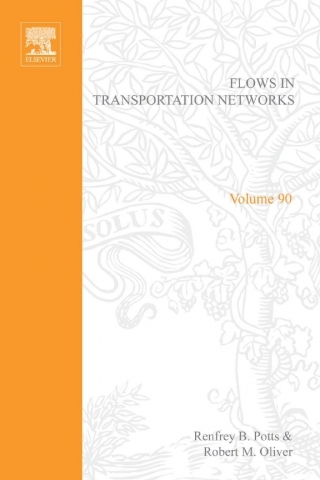 ELSEVIER
FLOWS IN
TRANSPORTATION NETWORKS
Volume 90
SOLUS
Renfrey B. Potts &
Robert M. Oliver